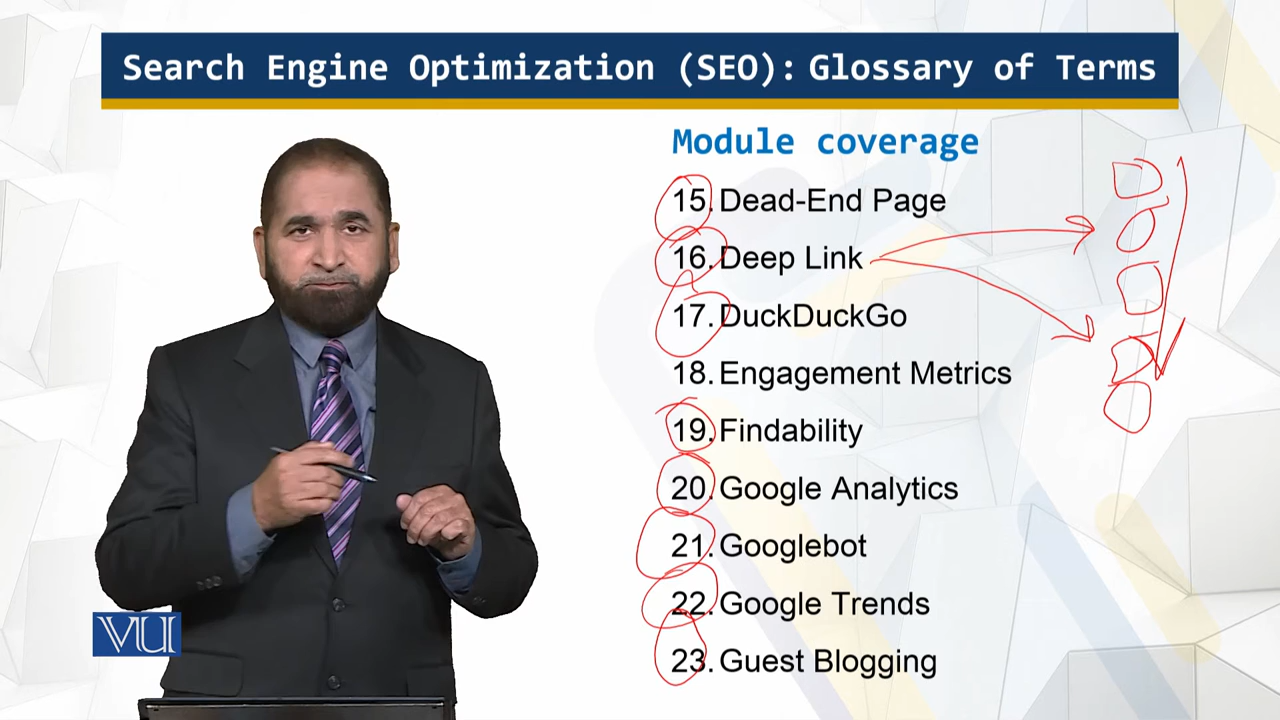 Search Engine Optimization (SEO): Glossary of Terms
Module coverage
15. Dead-End Page
16. Deep Link
17. DuckDuckGo
18. Engagement Metrics
19. Findability
20. Google Analytics
21. Googlebot
22. Google Trends
23. Guest Blogging
VU